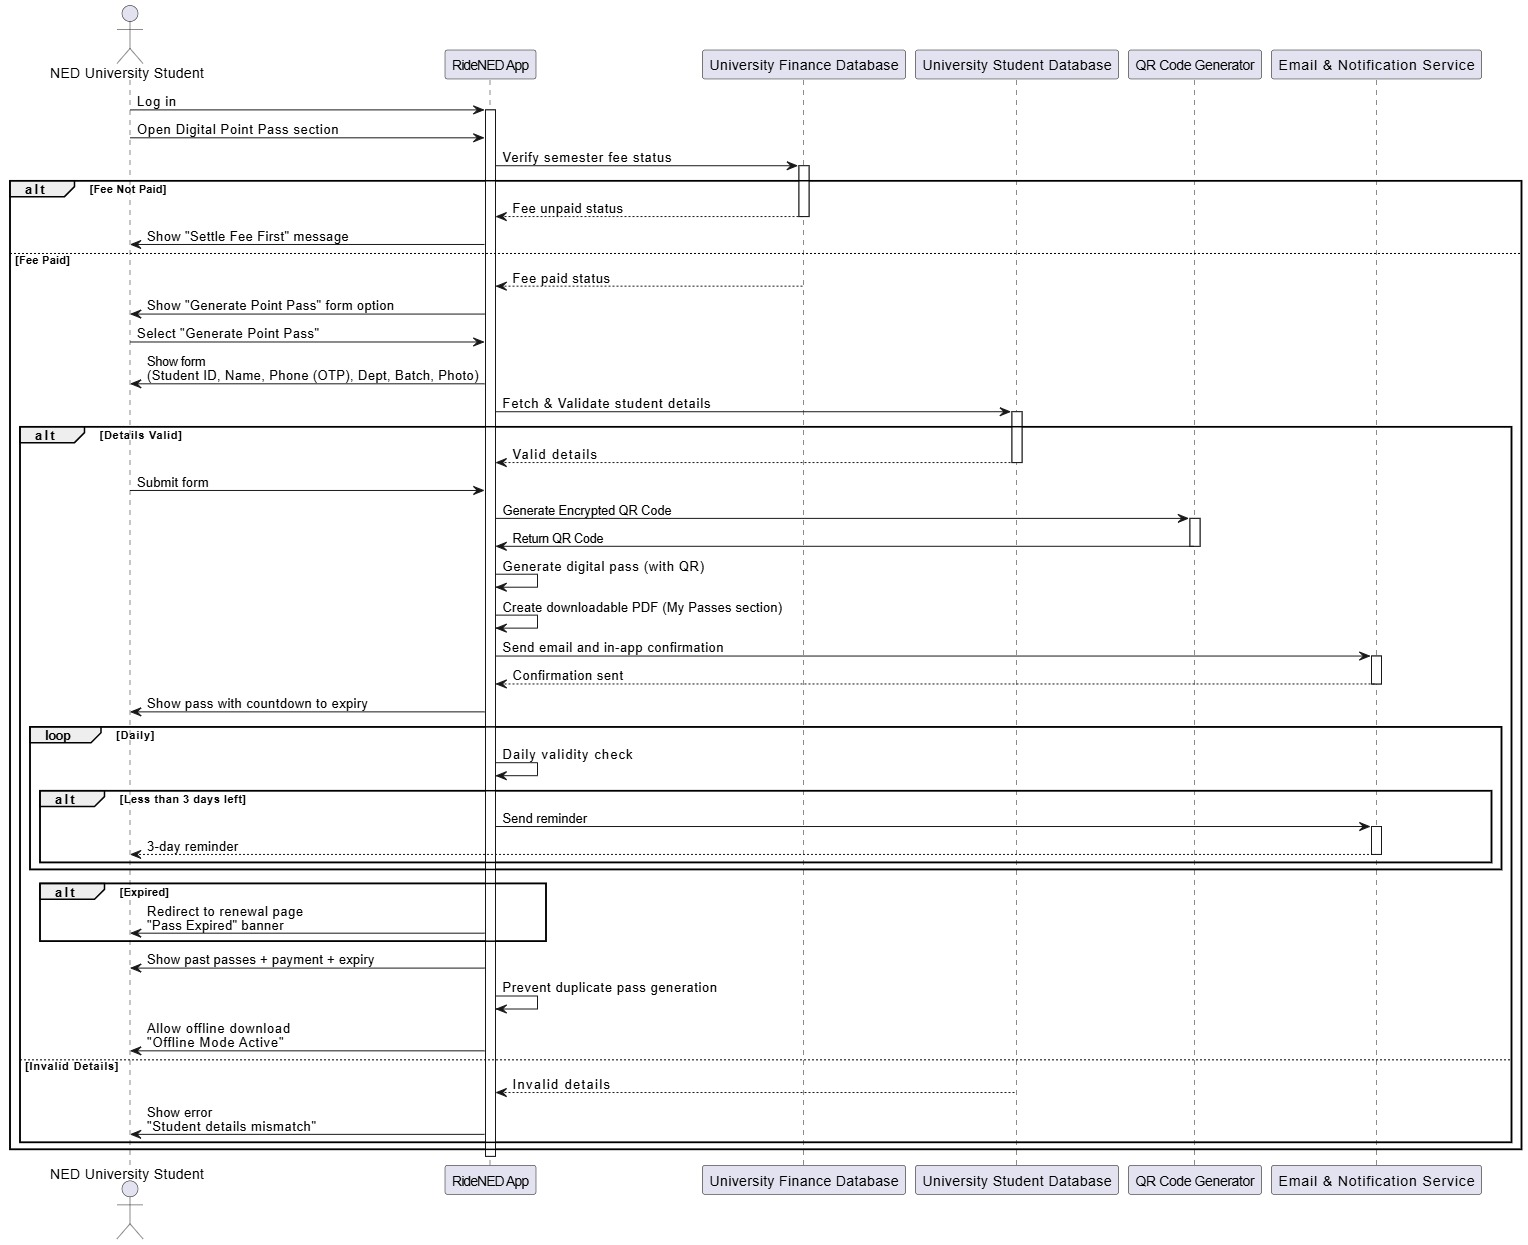 NED University Student
RideNED App
University Finance Database
University Student Database
QR Code Generator
Email & Notification Service
Log in
Open Digital Point Pass section
Verify semester fee status
alt
[Fee Not Paid]
Fee unpaid status
Show "Settle Fee First" message
[Fee Paid]
Fee paid status
Show "Generate Point Pass" form option
Select "Generate Point Pass"
Show form
(Student ID, Name, Phone (OTP), Dept, Batch, Photo)
Fetch & Validate student details
alt
[Details Valid]
Valid details
Submit form
Generate Encrypted QR Code
Return QR Code
Generate digital pass (with QR)
Create downloadable PDF (My Passes section)
Send email and in-app confirmation
Confirmation sent
Show pass with countdown to expiry
loop
[Daily]
Daily validity check
alt
[Less than 3 days left]
Send reminder
3-day reminder
alt
[Expired]
Redirect to renewal page
"Pass Expired" banner
Show past passes + payment + expiry
Prevent duplicate pass generation
Allow offline download
"Offline Mode Active"
[Invalid Details]
Invalid details
Show error
"Student details mismatch"
NED University Student
RideNED App
University Finance Database
University Student Database
QR Code Generator
Email & Notification Service